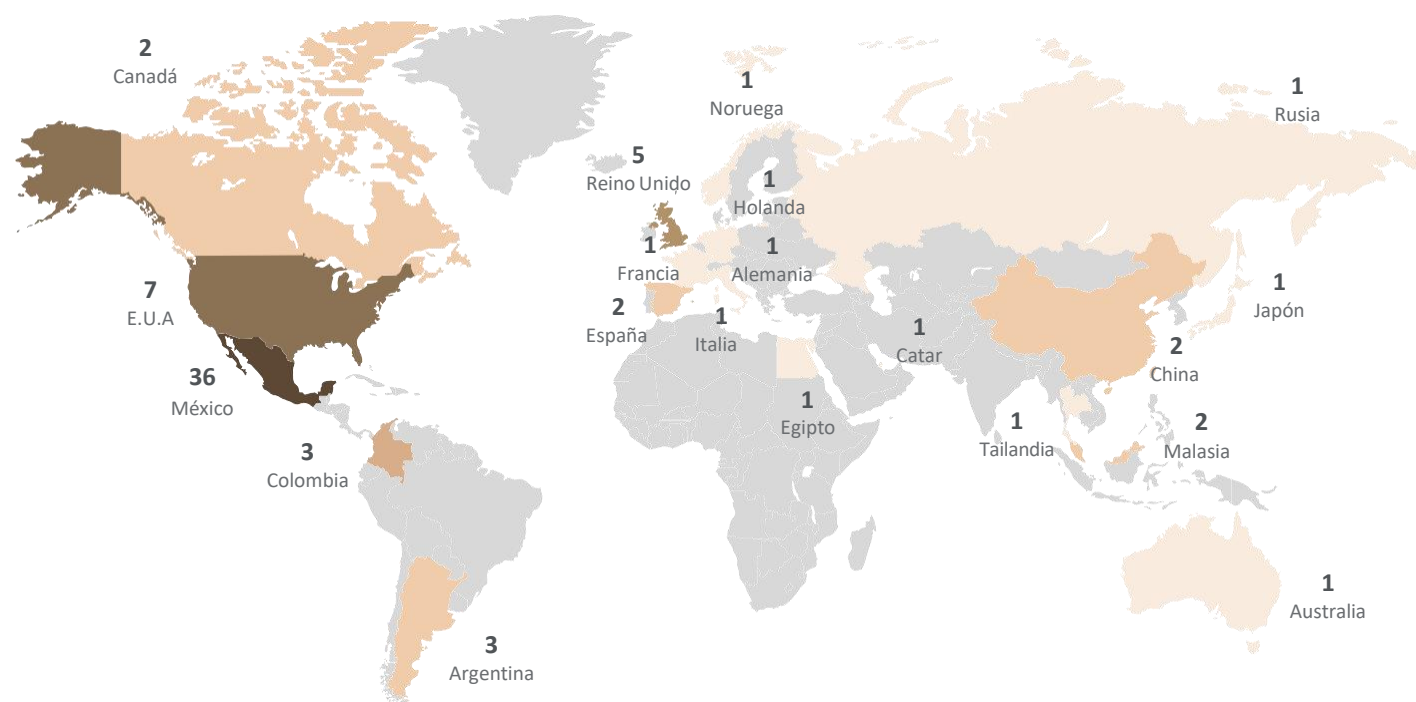 2
Canadá
1
Noruega
1
Rusia
5
Reino Unido
1
Holanda
1
Francia
1
Alemania
7
E.U.A
2
España
1
Italia
1
Catar
1
Japón
2
China
36
México
1
Egipto
1
Tailandia
2
Malasia
3
Colombia
1
Australia
3
Argentina